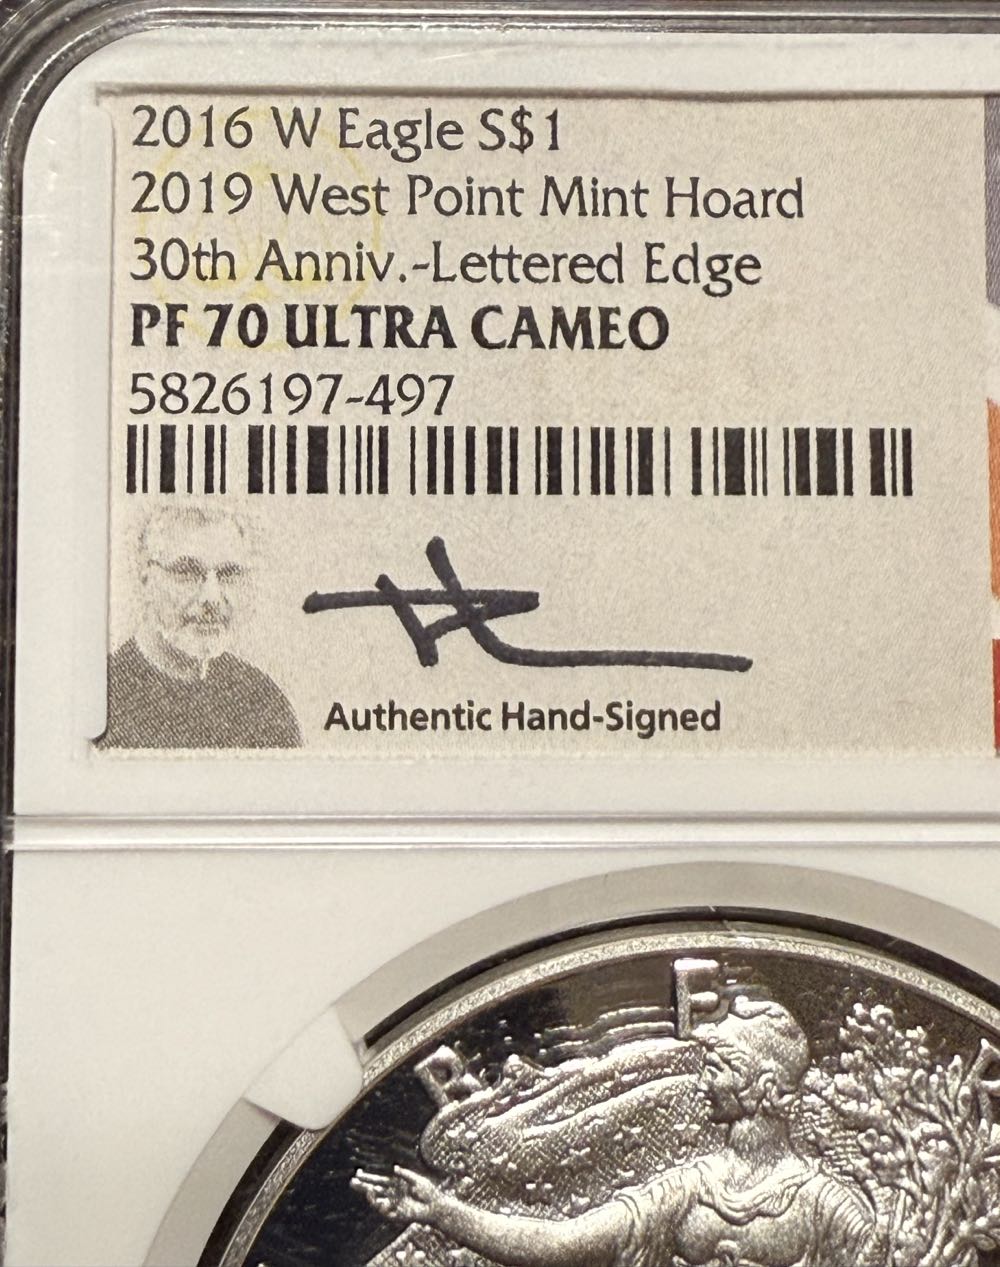 2016 W Eagle S$1
2019 West Point Mint Hoard
30th Anniv.-Lettered Edge
PF 70 ULTRA CAMEO
5826197-497
Authentic Hand-Signed